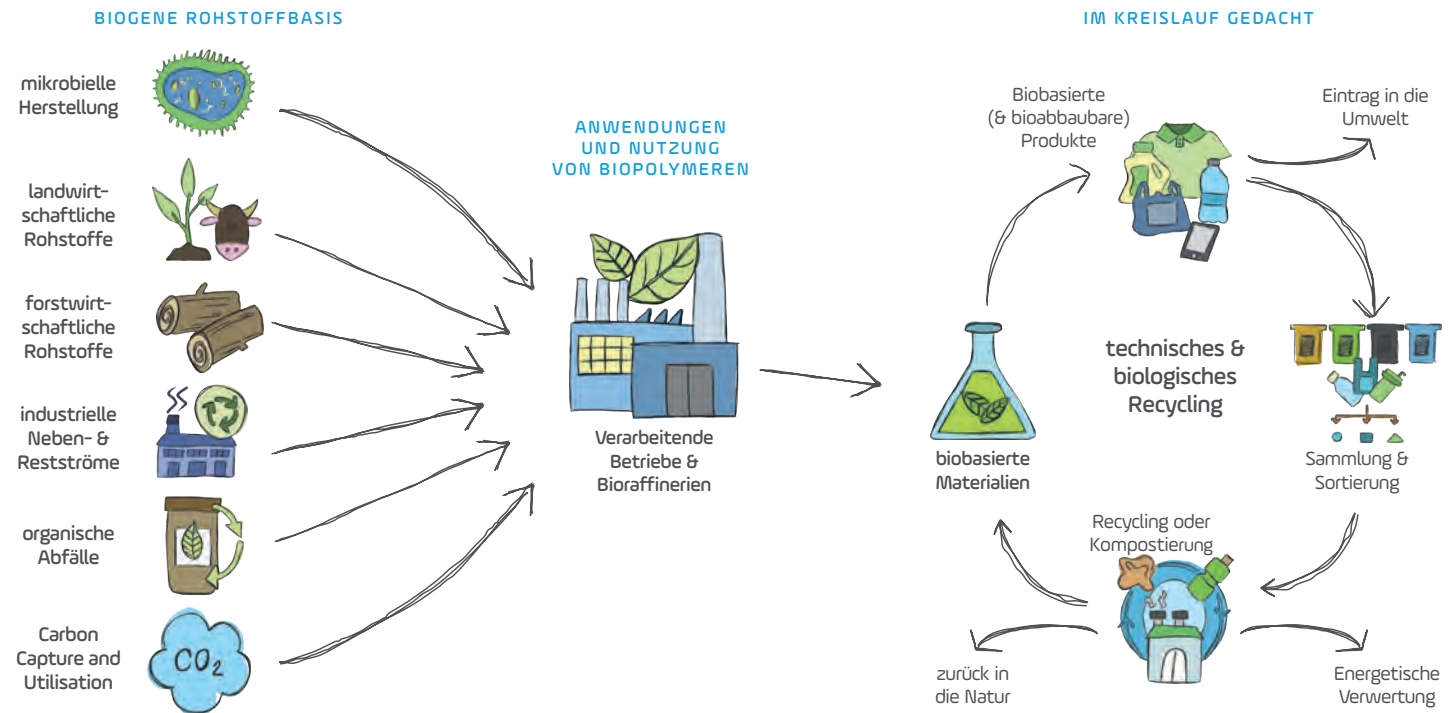 BIOGENE ROHSTOFFBASIS
mikrobielle
Herstellung
landwirt-
schaftliche
Rohstoffe
forstwirt-
schaftliche
Rohstoffe
industrielle
Neben- &
Restströme
organische
Abfälle
Carbon
Capture and
Utilisation
CO₂
ANWENDUNGEN
UND NUTZUNG
VON BIOPOLYMEREN
Verarbeitende
Betriebe &
Bioraffinerien
IM KREISLAUF GEDACHT
Biobasierte
(& bioabbaubare)
Produkte
Eintrag in die
Umwelt
technisches &
biologisches
Recycling
biobasierte
Materialien
Sammlung &
Sortierung
Recycling oder
Kompostierung
zurück in
die Natur
Energetische
Verwertung